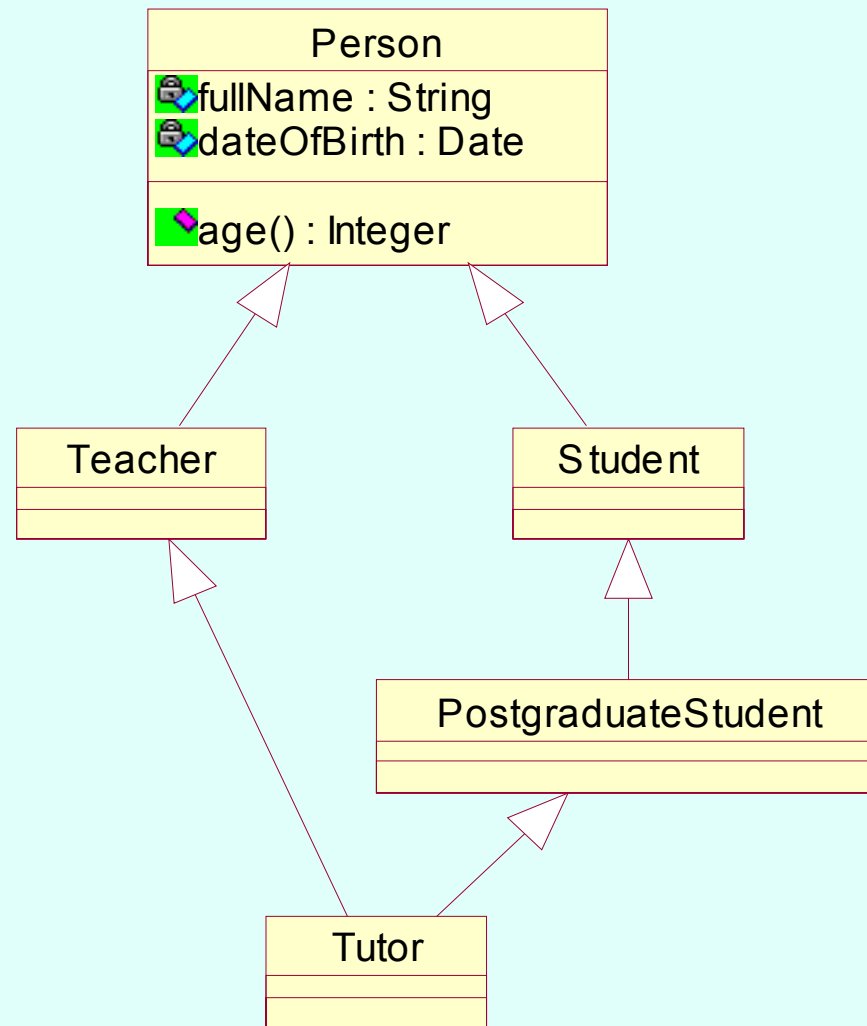 Person
fullName : String
dateOfBirth : Date
age() : Integer
Teacher
Student
PostgraduateStudent
Tutor